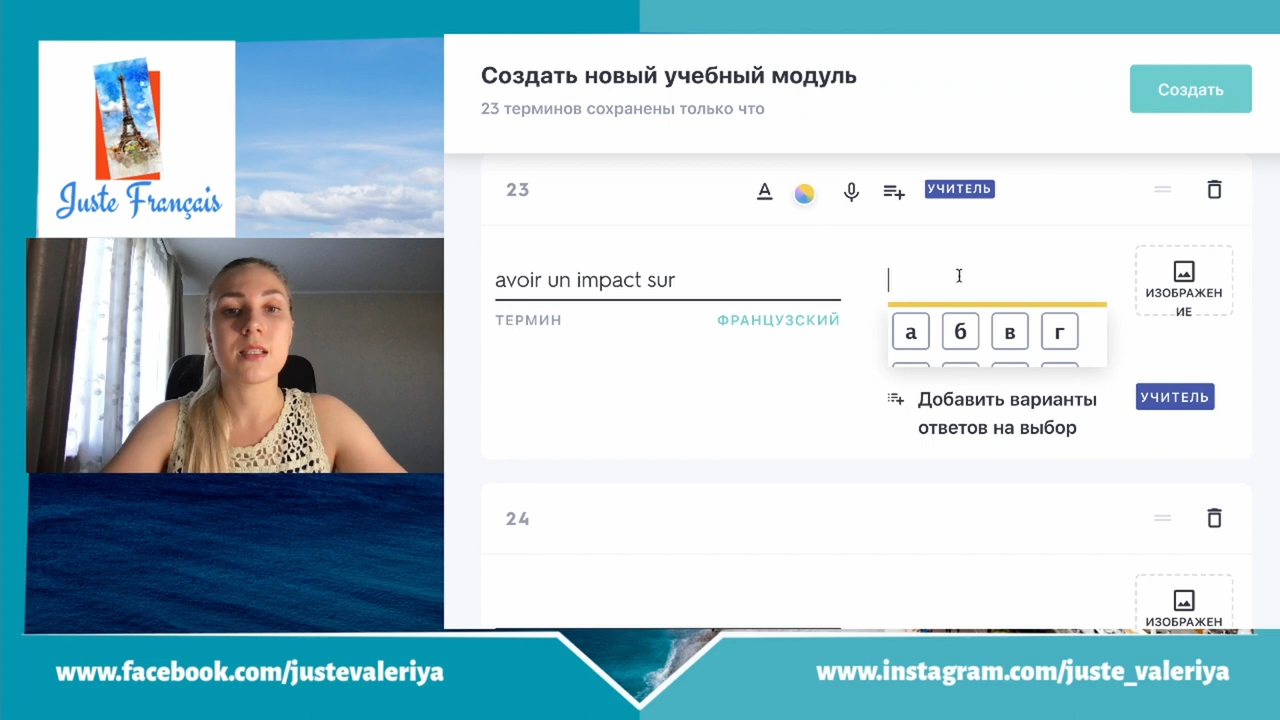 Juste Français
Создать новый учебный модуль
23 терминов сохранены только что
Создать
23
A
УЧИТЕЛЬ
avoir un impact sur
ТЕРМИН
ФРАНЦУЗСКИЙ
а б в г
ИЗОБРАЖЕН
ИЕ
Добавить варианты
ответов на выбор
УЧИТЕЛЬ
24
ИЗОБРАЖЕН
www.facebook.com/justevaleriya
www.instagram.com/juste_valeriya